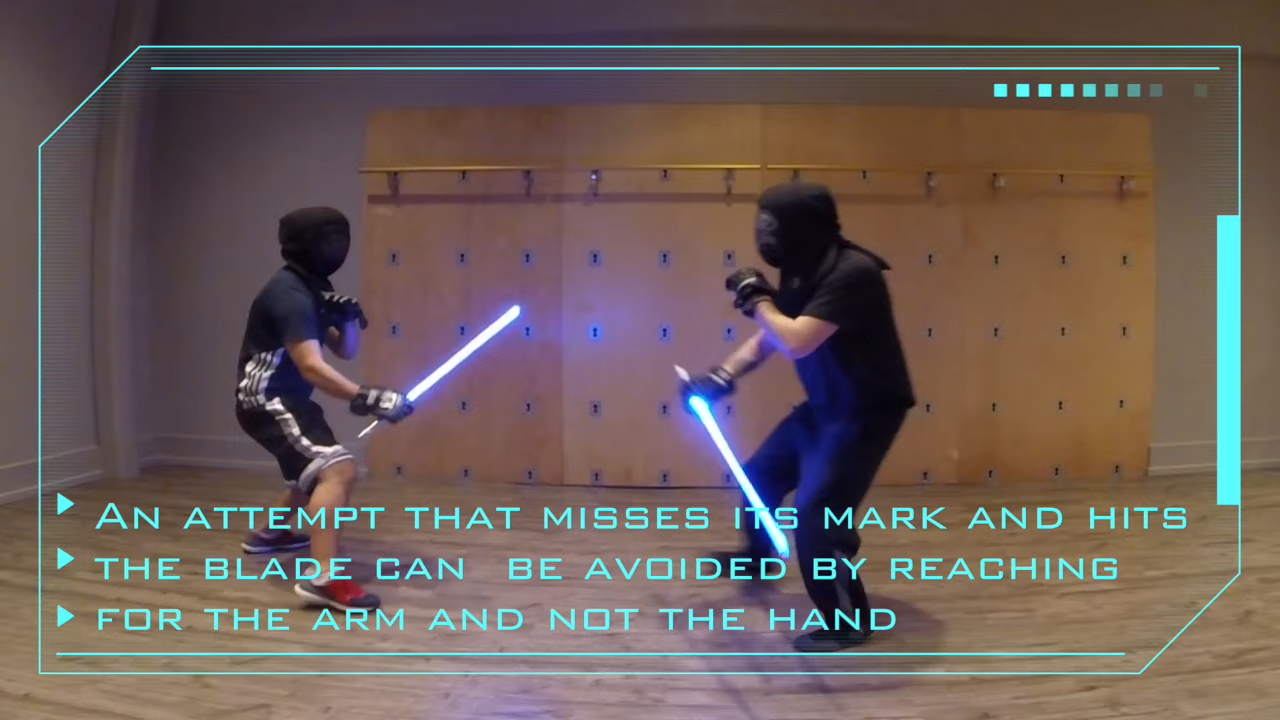 An attempt that misses its mark and hits
the blade can be avoided by reaching
for the arm and not the hand